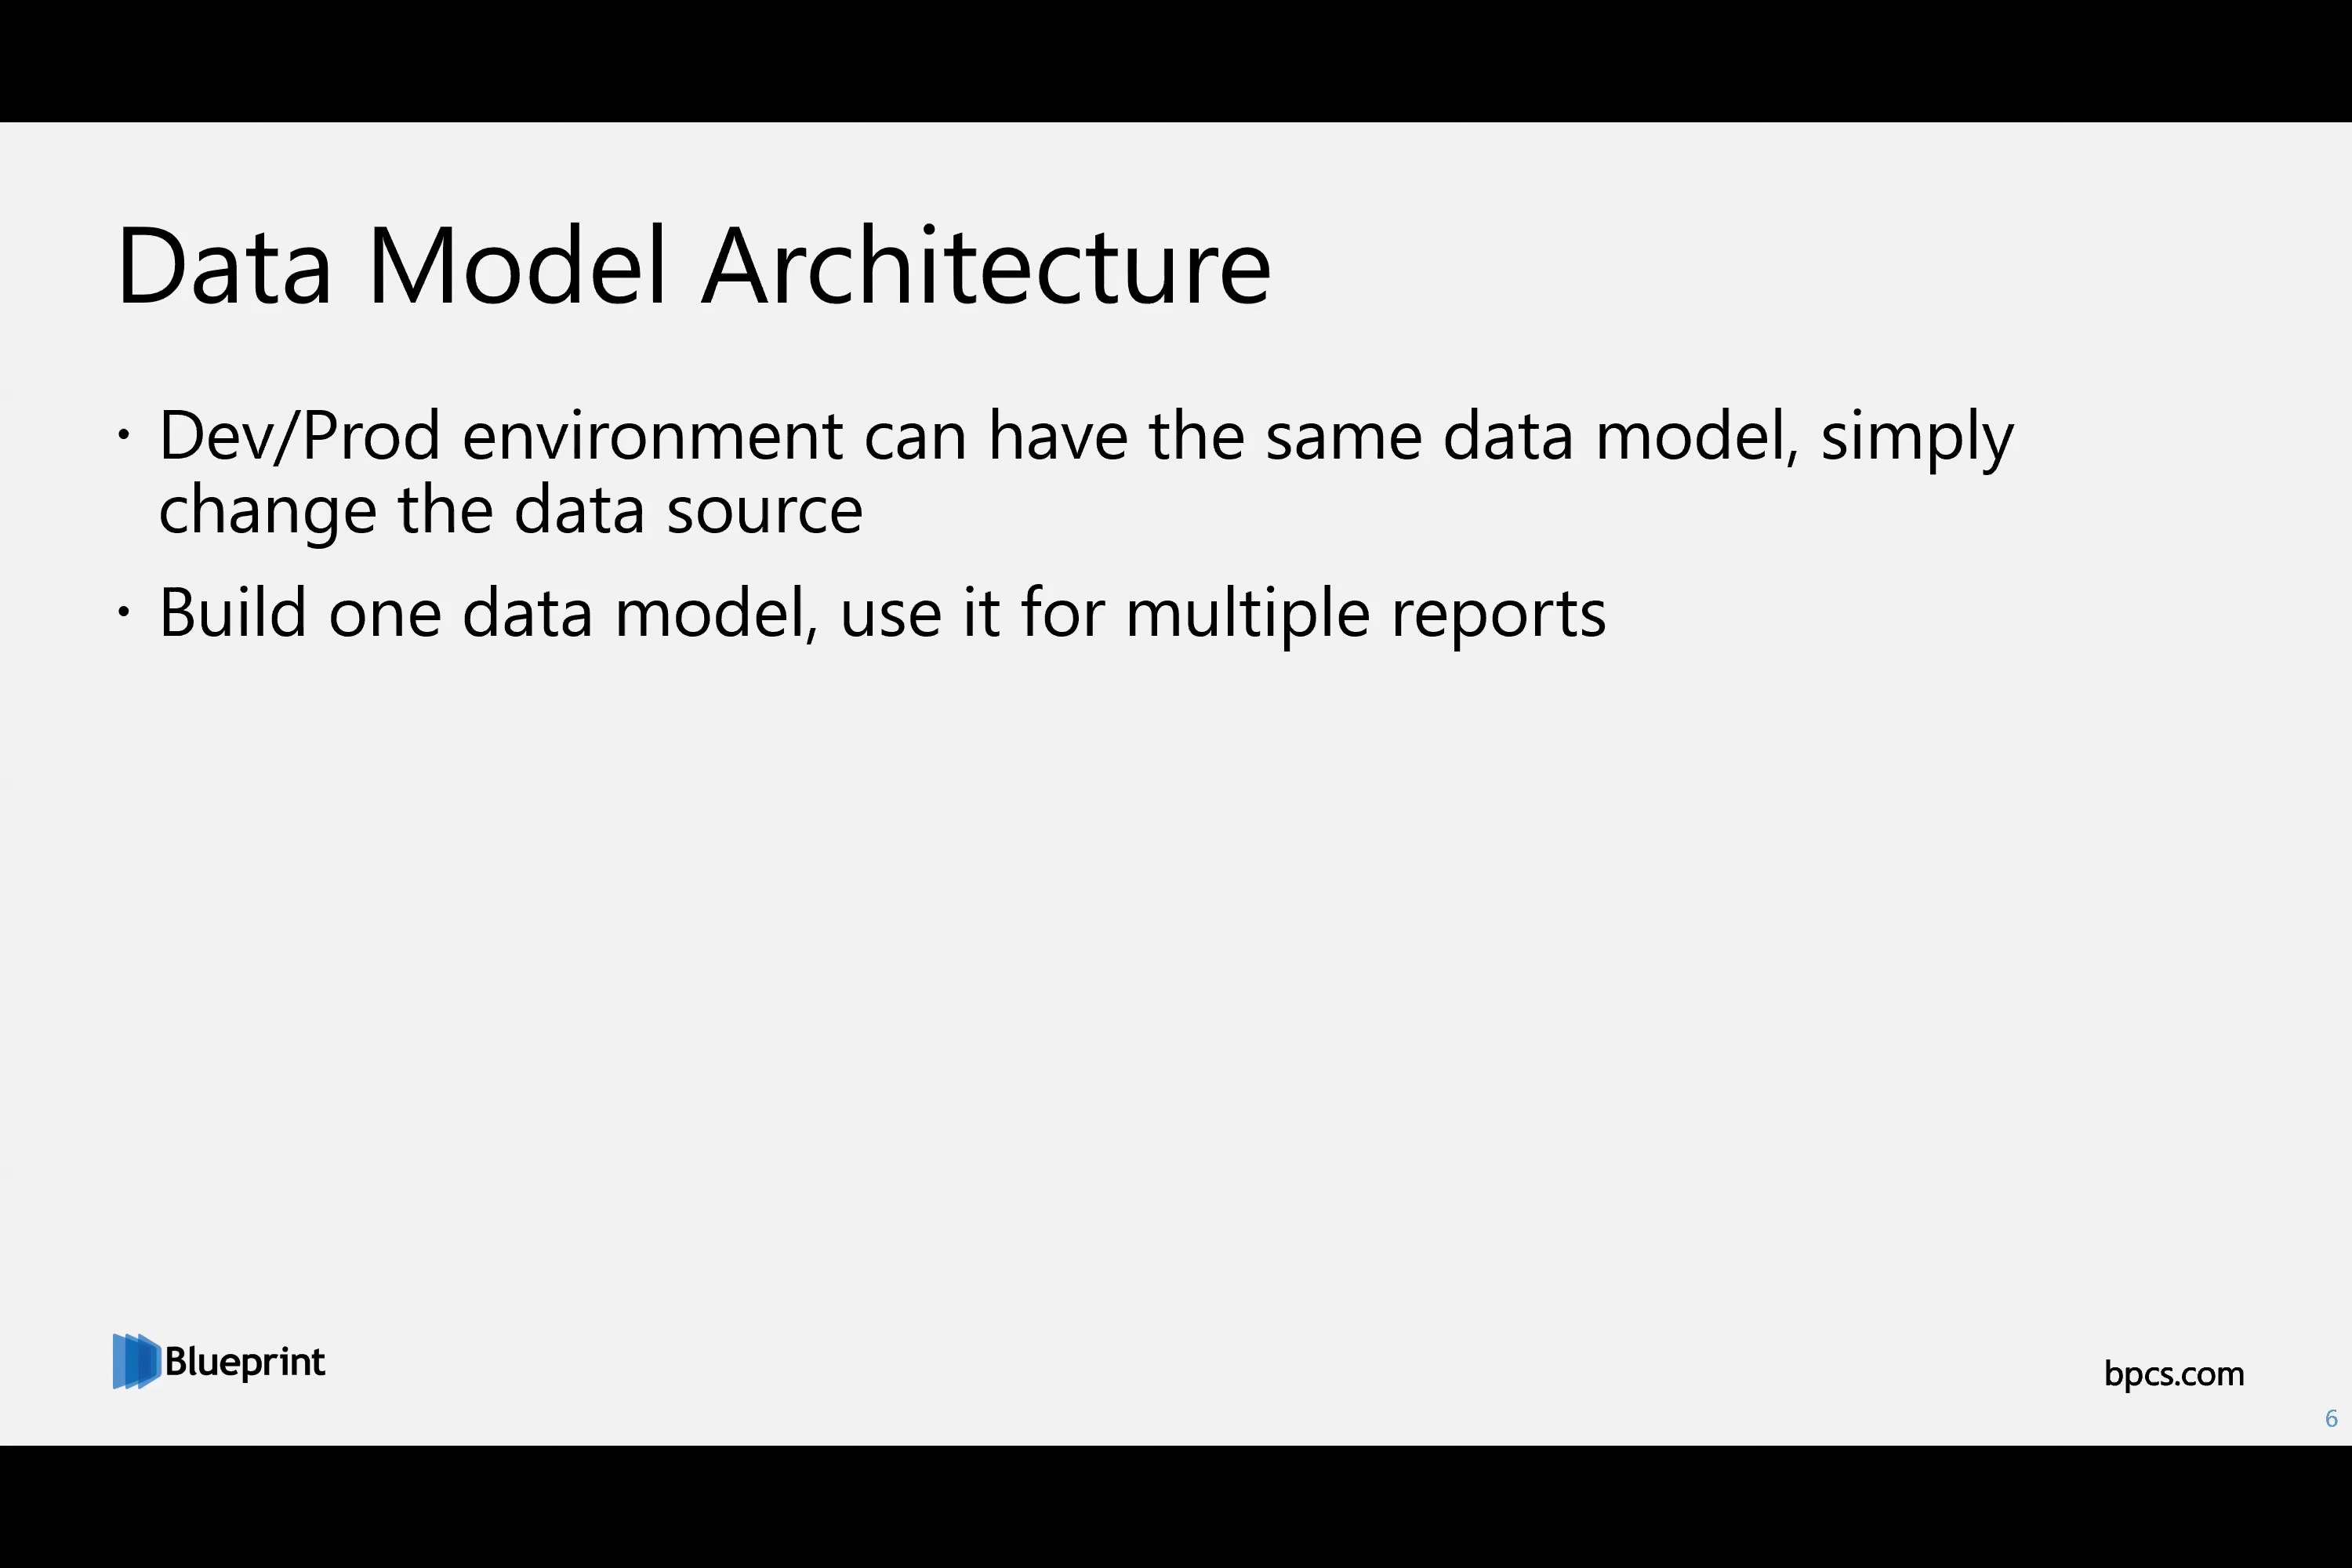 Data Model Architecture
• Dev/Prod environment can have the same data model, simply
change the data source
• Build one data model, use it for multiple reports
Blueprint
bpcs.com
6